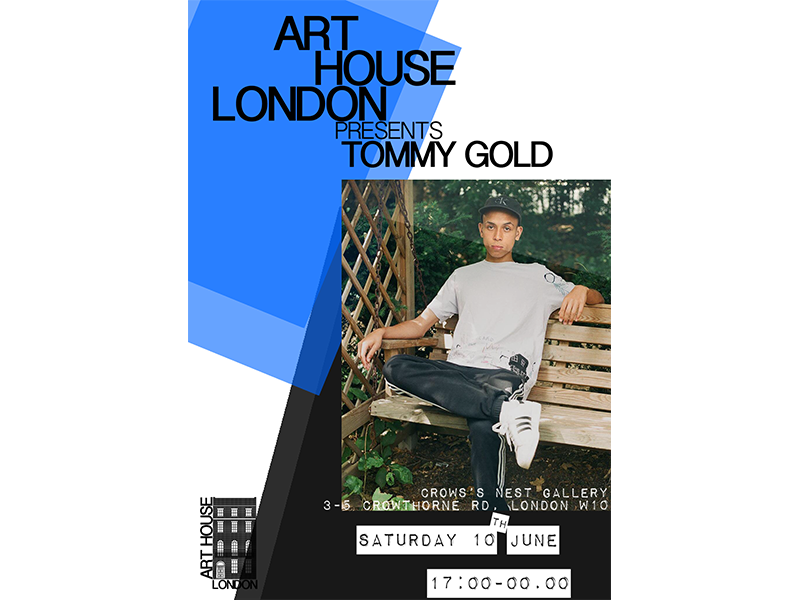 ART
HOUSE
LONDON
PRESENTS
TOMMY GOLD
CROWS'S NEST GALLERY
3-5 CROWTHORNE RD, LONDON W10
SATURDAY 10TH JUNE
17:00-00.00
ART HOUSE
LONDON